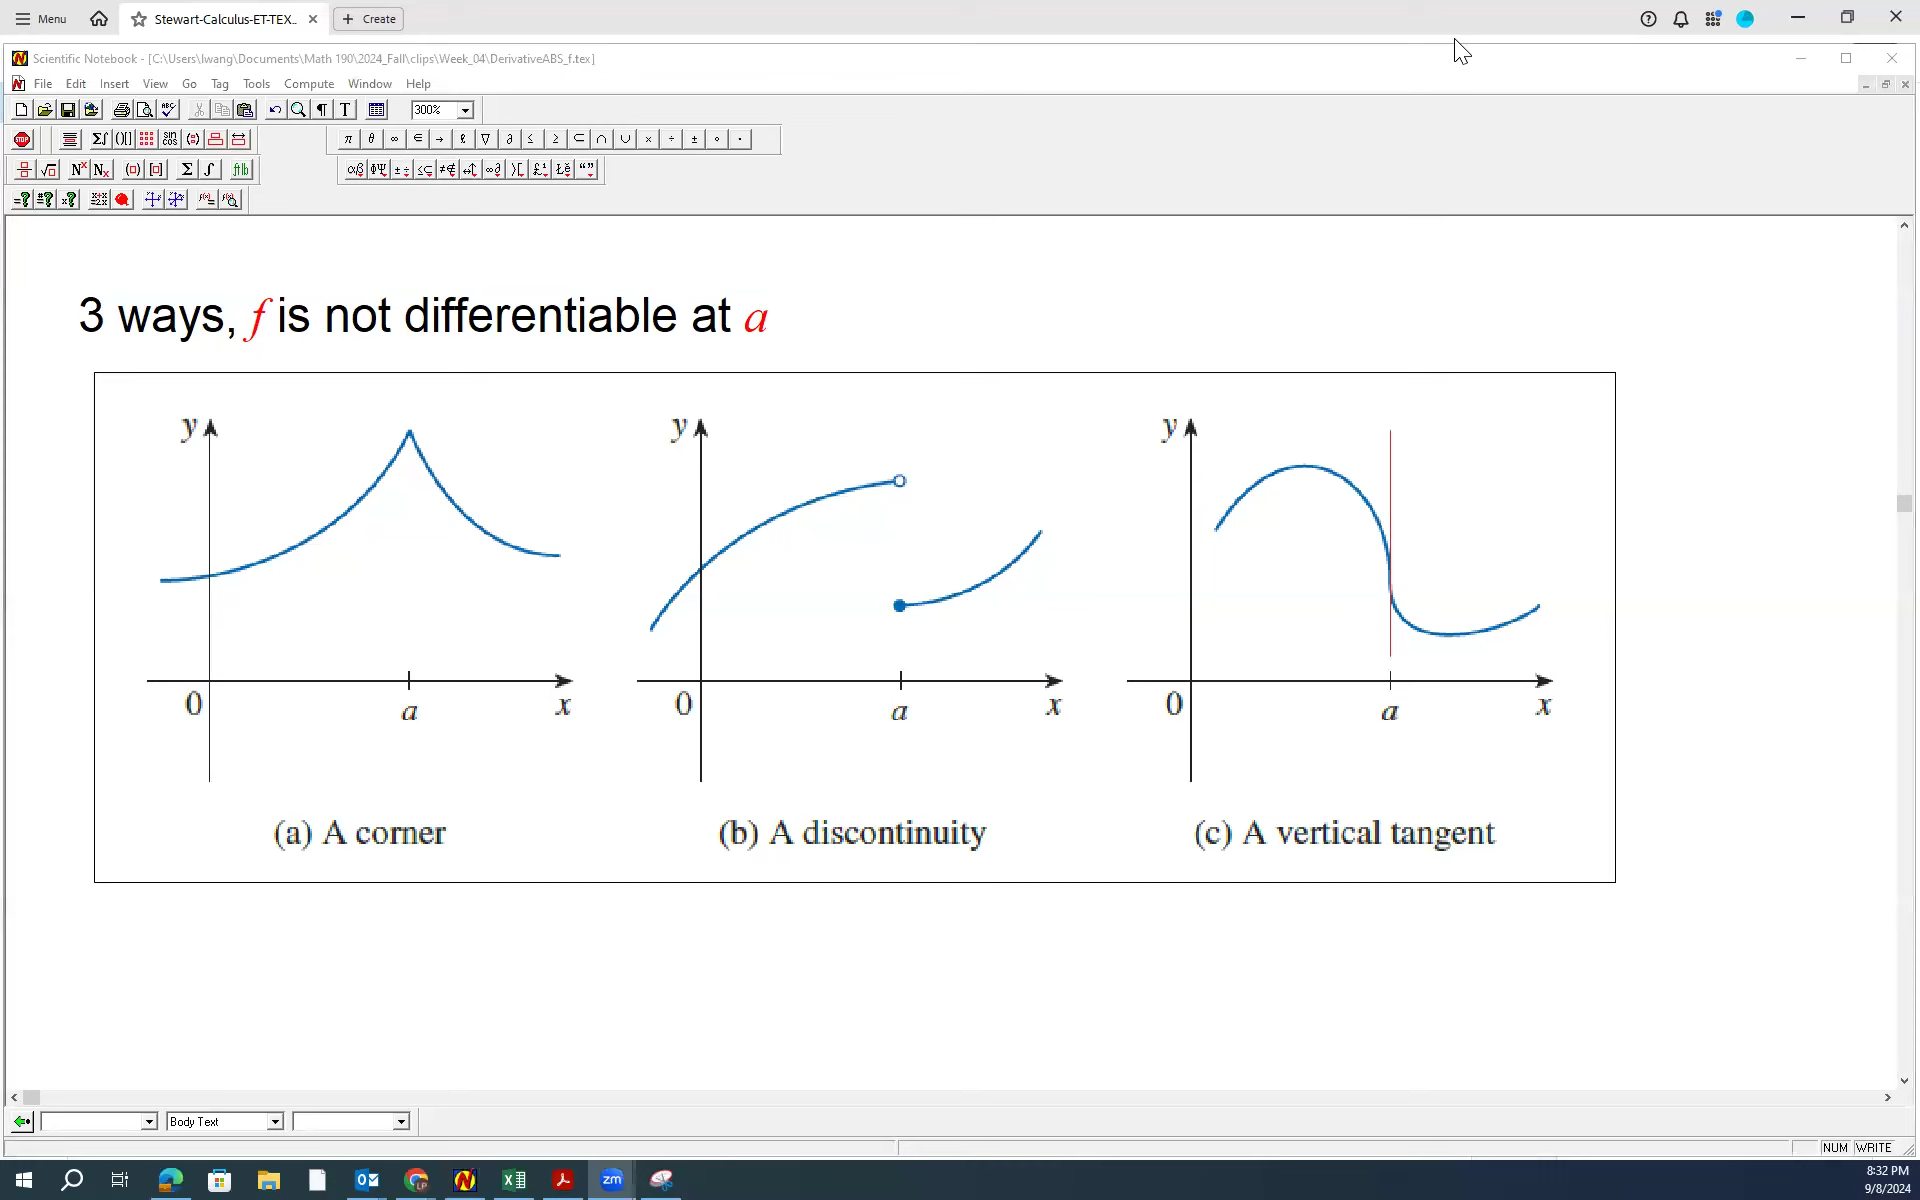 Menu
Stewart-Calculus-ET-TEX..
Create
Scientific Notebook - [C:\Users\lwang\Documents\Math 190\2024_Fall\clips\Week_04\DerivativeABS_f.tex]
File Edit Insert View Go Tag Tools Compute Window Help
300%
3 ways, f is not differentiable at a
y y y
0 a x 0 a x 0 a x
(a) A corner (b) A discontinuity (c) A vertical tangent
Body Text
NUM WRITE
8:32 PM
9/8/2024